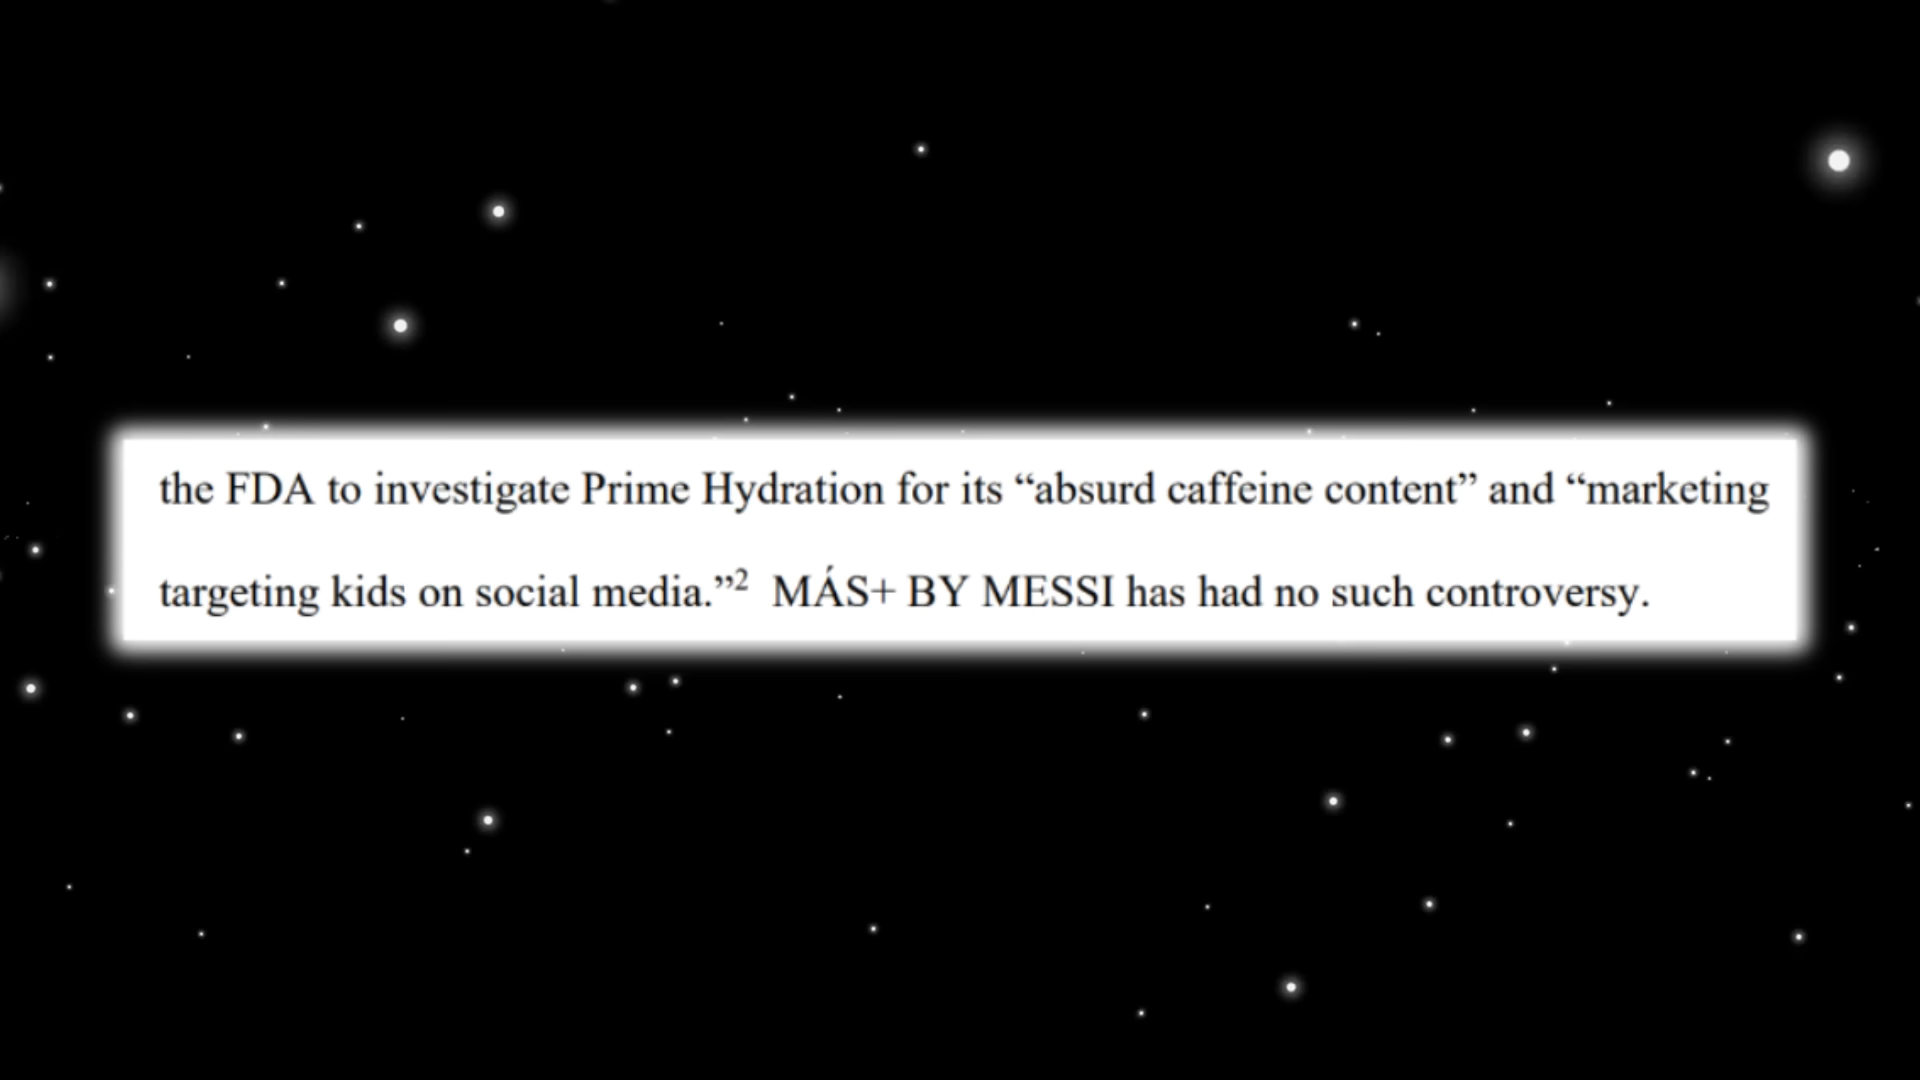 the FDA to investigate Prime Hydration for its “absurd caffeine content” and “marketing
targeting kids on social media.”2 MÁS+ BY MESSI has had no such controversy.